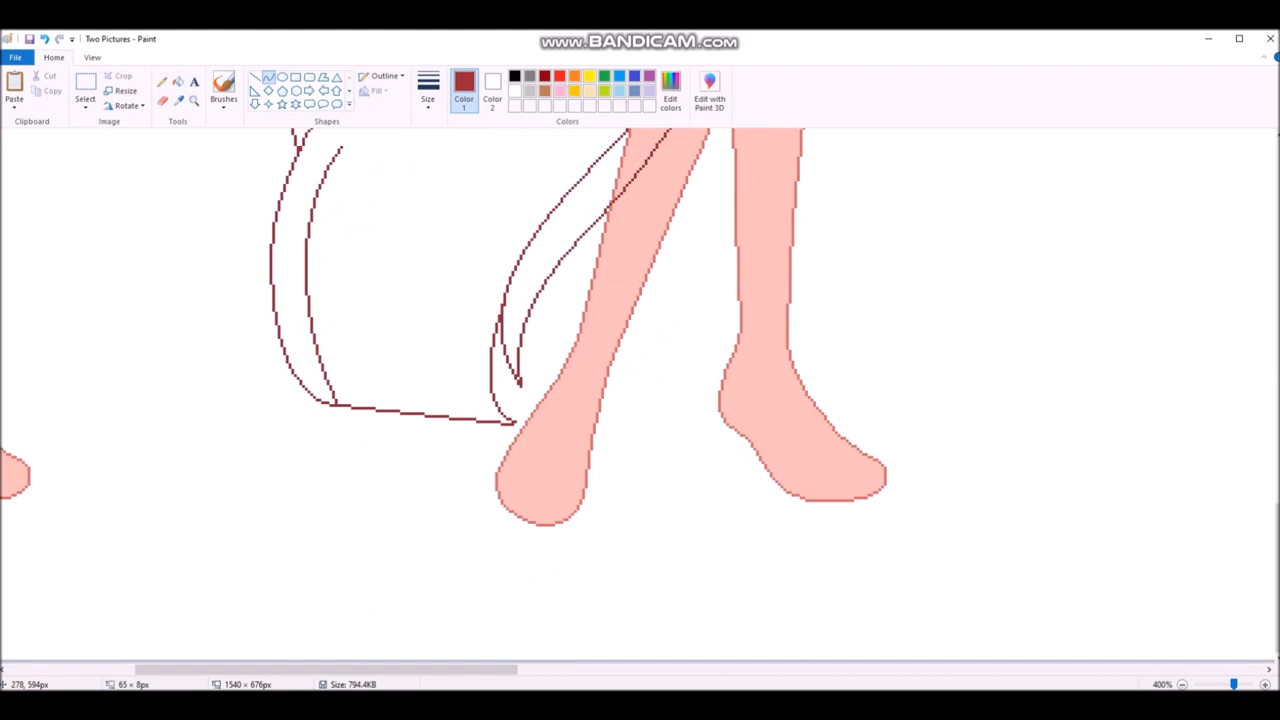 www.BANDICAM.com
Two Pictures - Paint
File Home View
Paste
Cut
Copy
Clipboard
Select
Crop
Resize
Rotate
Image
A
Tools
Brushes
Outline
Fill
Shapes
Size
Color 1
Color 2
Edit colors
Colors
Edit with Paint 3D
278, 594px
65 × 8px
1540 × 676px
Size: 794.4KB
400%